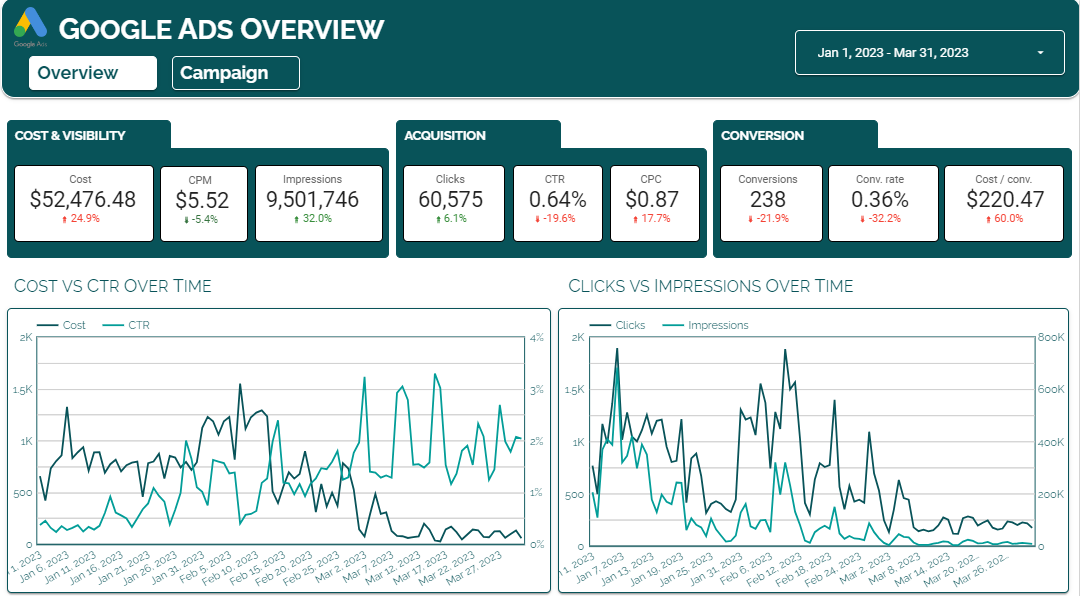 Google Ads
GOOGLE ADS OVERVIEW
Overview
Campaign
Jan 1, 2023 - Mar 31, 2023
COST & VISIBILITY
Cost
$52,476.48
24.9%
CPM
$5.52
-5.4%
Impressions
9,501,746
32.0%
ACQUISITION
Clicks
60,575
6.1%
CTR
0.64%
-19.6%
CPC
$0.87
17.7%
CONVERSION
Conversions
238
-21.9%
Conv. rate
0.36%
-32.2%
Cost / conv.
$220.47
60.0%
COST VS CTR OVER TIME
Cost
CTR
2K
1.5K
1K
500
0
4%
3%
2%
1%
0%
1, 2023
Jan 6, 2023
Jan 11, 2023
Jan 16, 2023
Jan 21, 2023
Jan 26, 2023
Jan 31, 2023
Feb 5, 2023
Feb 10, 2023
Feb 15, 2023
Feb 20, 2023
Feb 25, 2023
Mar 2, 2023
Mar 7, 2023
Mar 12, 2023
Mar 17, 2023
Mar 22, 2023
Mar 27, 2023
CLICKS VS IMPRESSIONS OVER TIME
Clicks
Impressions
2K
1.5K
1K
500
0
800K
600K
400K
200K
0
1, 2023
Jan 7, 2023
Jan 13, 2023
Jan 19, 2023
Jan 25, 2023
Jan 31, 2023
Feb 6, 2023
Feb 12, 2023
Feb 18, 2023
Feb 24, 2023
Mar 2, 2023
Mar 8, 2023
Mar 14, 2023
Mar 20, 202…
Mar 26, 202…